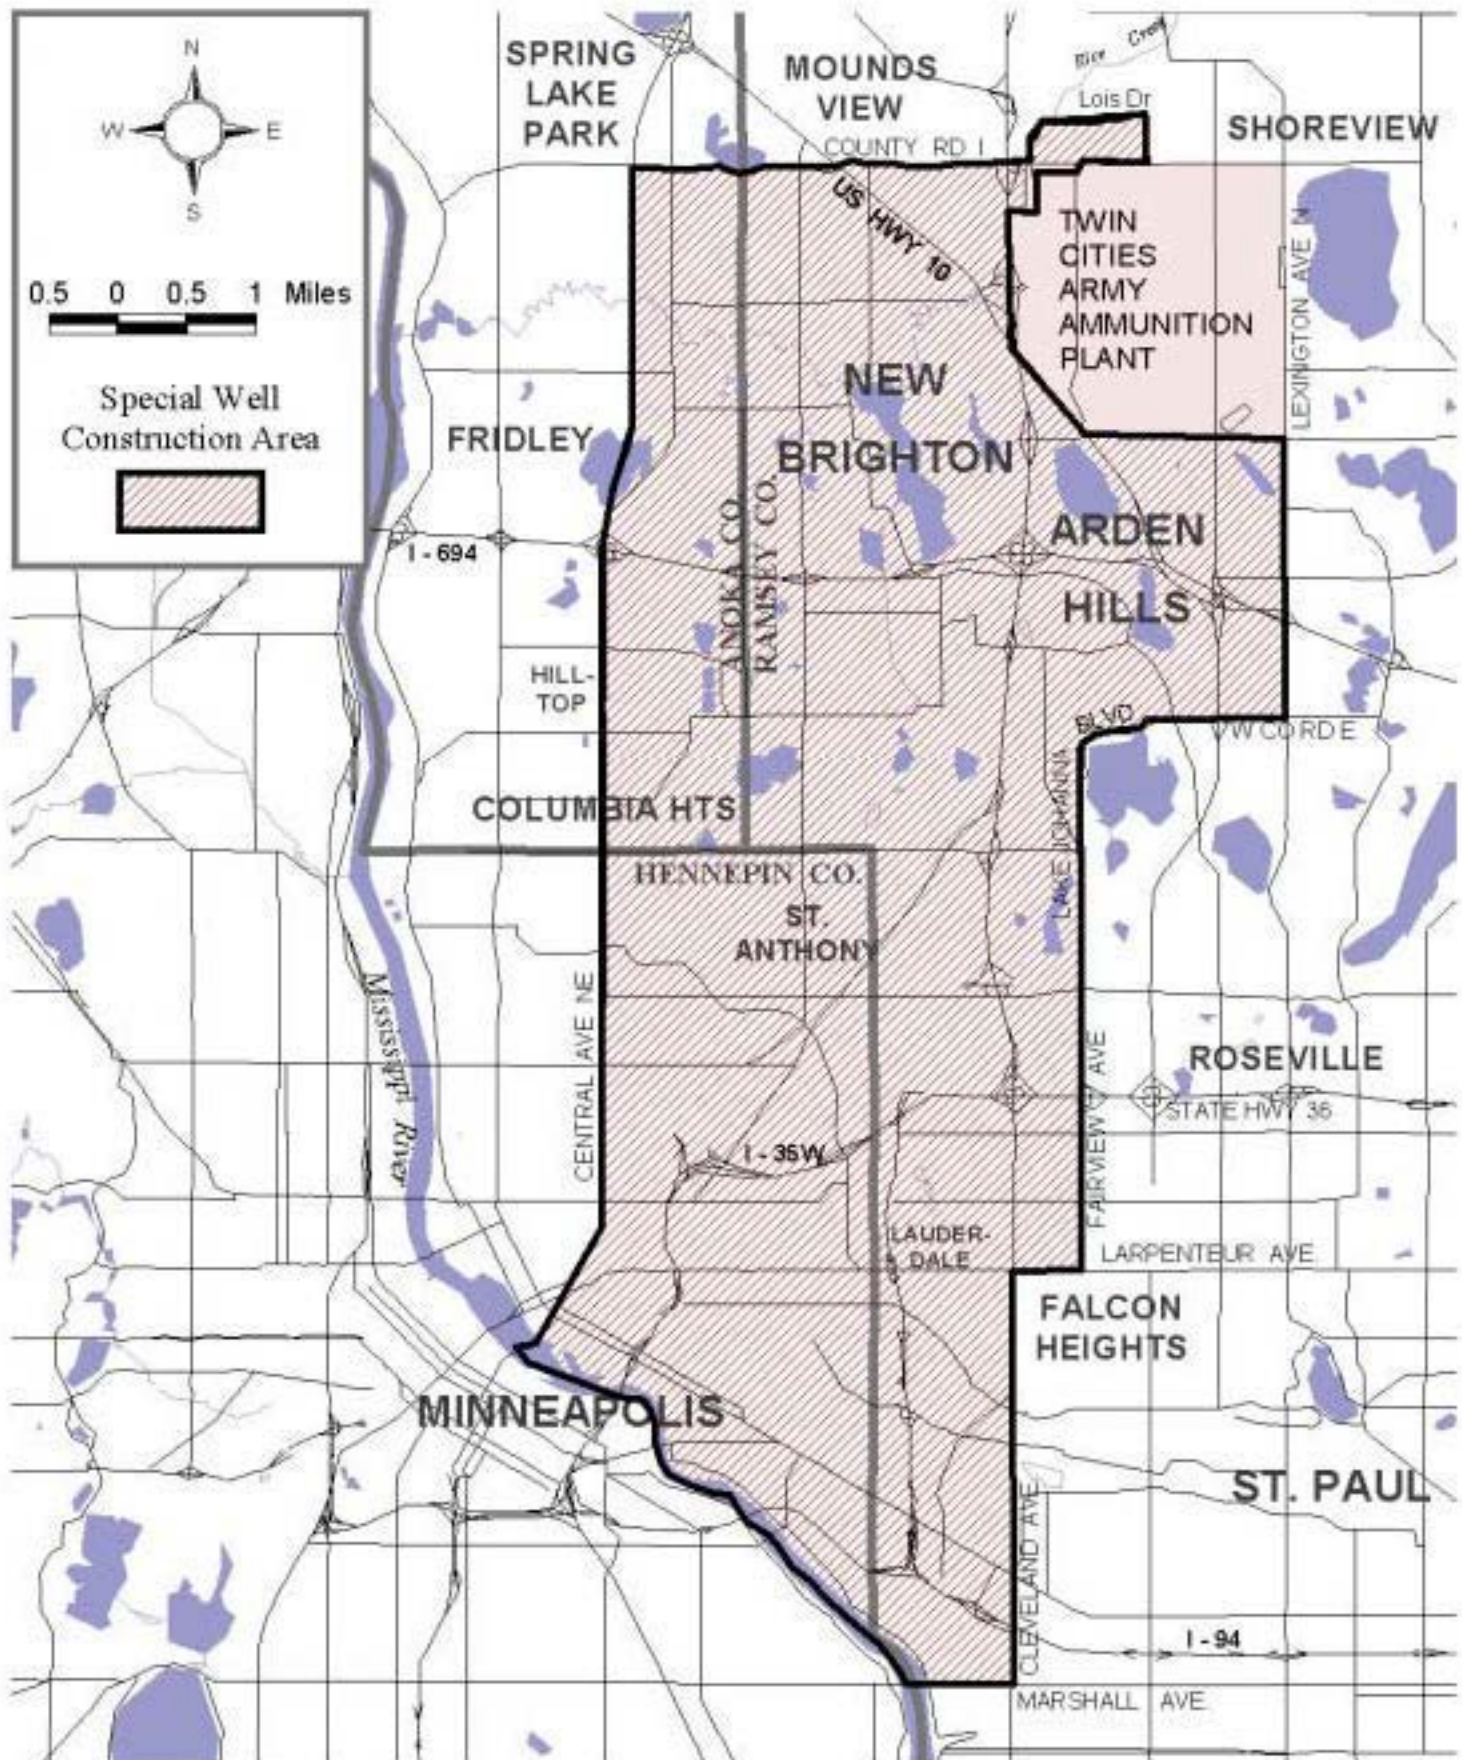 N
W E
S
0.5 0 0.5 1 Miles
Special Well
Construction Area
SPRING
LAKE
PARK
MOUNDS
VIEW
Rice Creek
Lois Dr
SHOREVIEW
COUNTY RD I
US HWY 10
TWIN
CITIES
ARMY
AMMUNITION
PLANT
LEXINGTON AVE N
NEW
BRIGHTON
FRIDLEY
I - 694
ANOKA CO.
RAMSEY CO.
ARDEN
HILLS
HILL-
TOP
BLVD
W CO RD E
LAKE JOHANNA
COLUMBIA HTS
HENNEPIN CO.
ST.
ANTHONY
Mississippi River
CENTRAL AVE NE
FAIRVIEW AVE
ROSEVILLE
STATE HWY 36
I - 35W
LAUDER-
DALE
LARPENTEUR AVE.
FALCON
HEIGHTS
MINNEAPOLIS
ST. PAUL
CLEVELAND AVE.
I - 94
MARSHALL AVE.